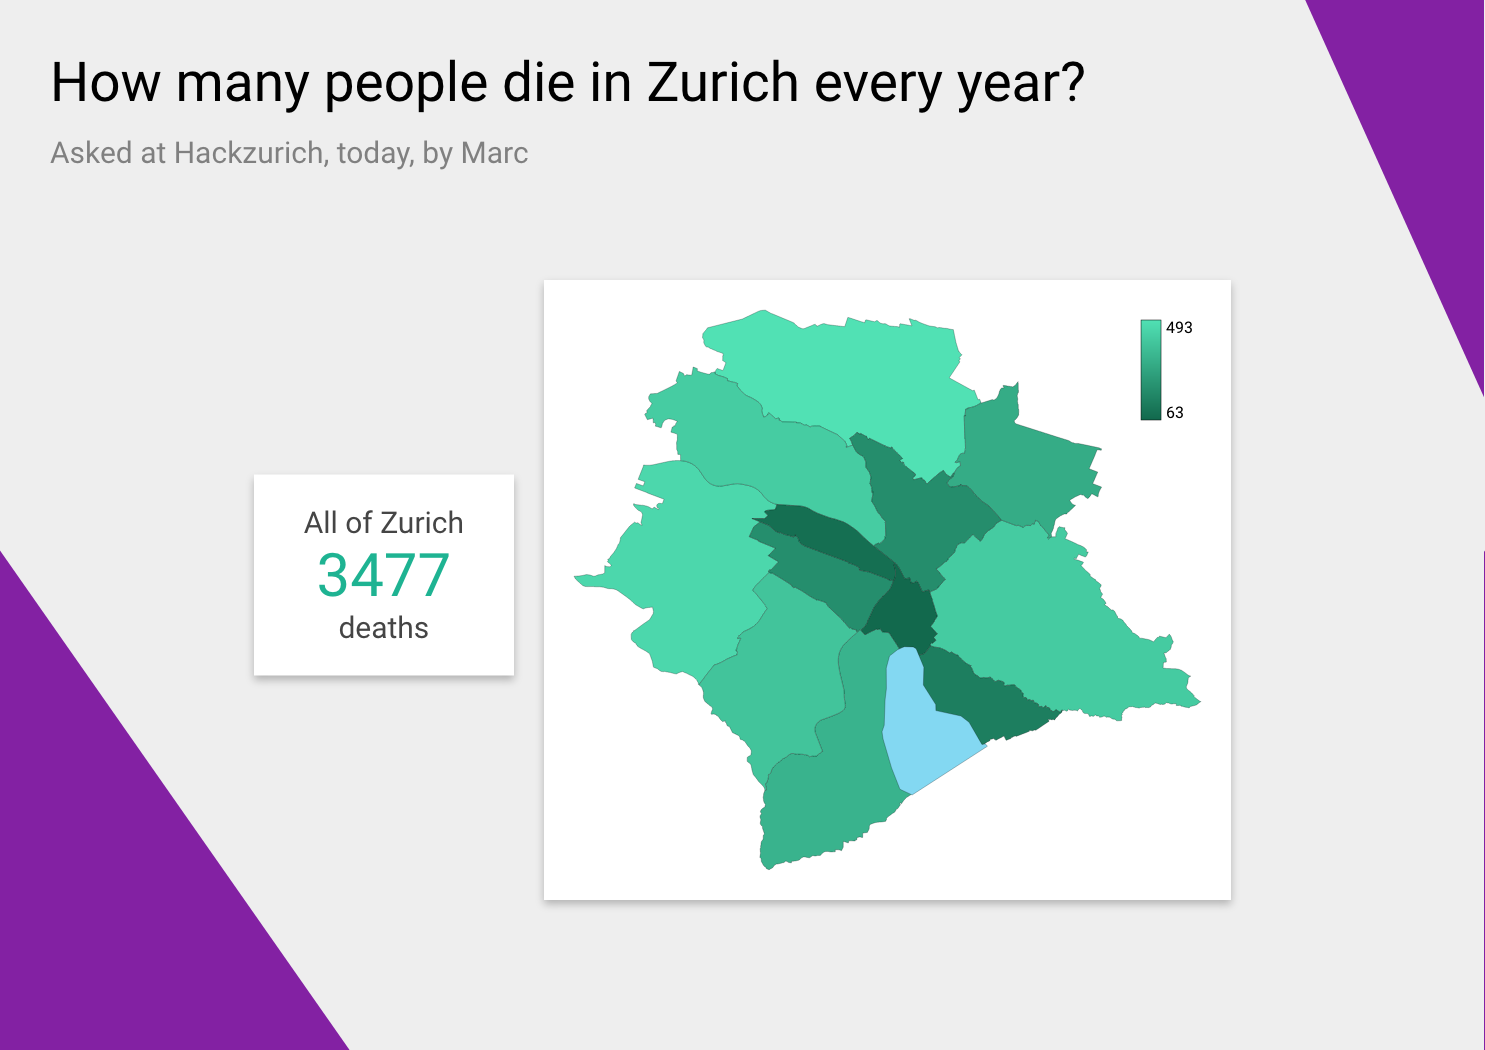 How many people die in Zurich every year?
Asked at Hackzurich, today, by Marc
493
63
All of Zurich
3477
deaths